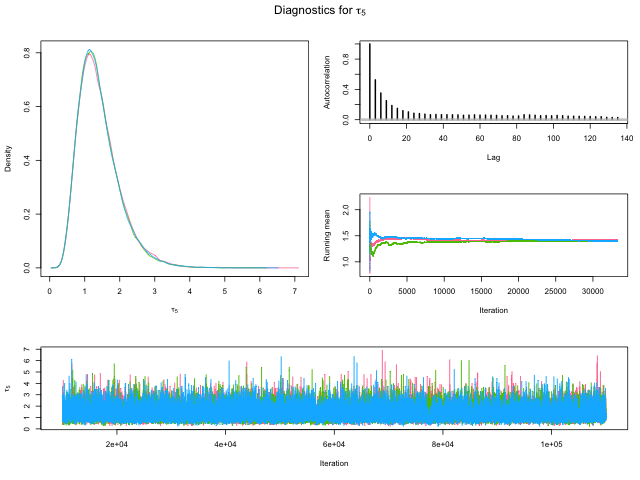 Diagnostics for τ5
Density
0.0 0.2 0.4 0.6 0.8
0 1 2 3 4 5 6 7
τ5
Autocorrelation
0.0 0.4 0.8
0 20 40 60 80 100 120 140
Lag
Running mean
1.0 1.5 2.0
0 5000 10000 15000 20000 25000 30000
Iteration
τ5
0 1 2 3 4 5 6 7
2e+04 4e+04 6e+04 8e+04 1e+05
Iteration